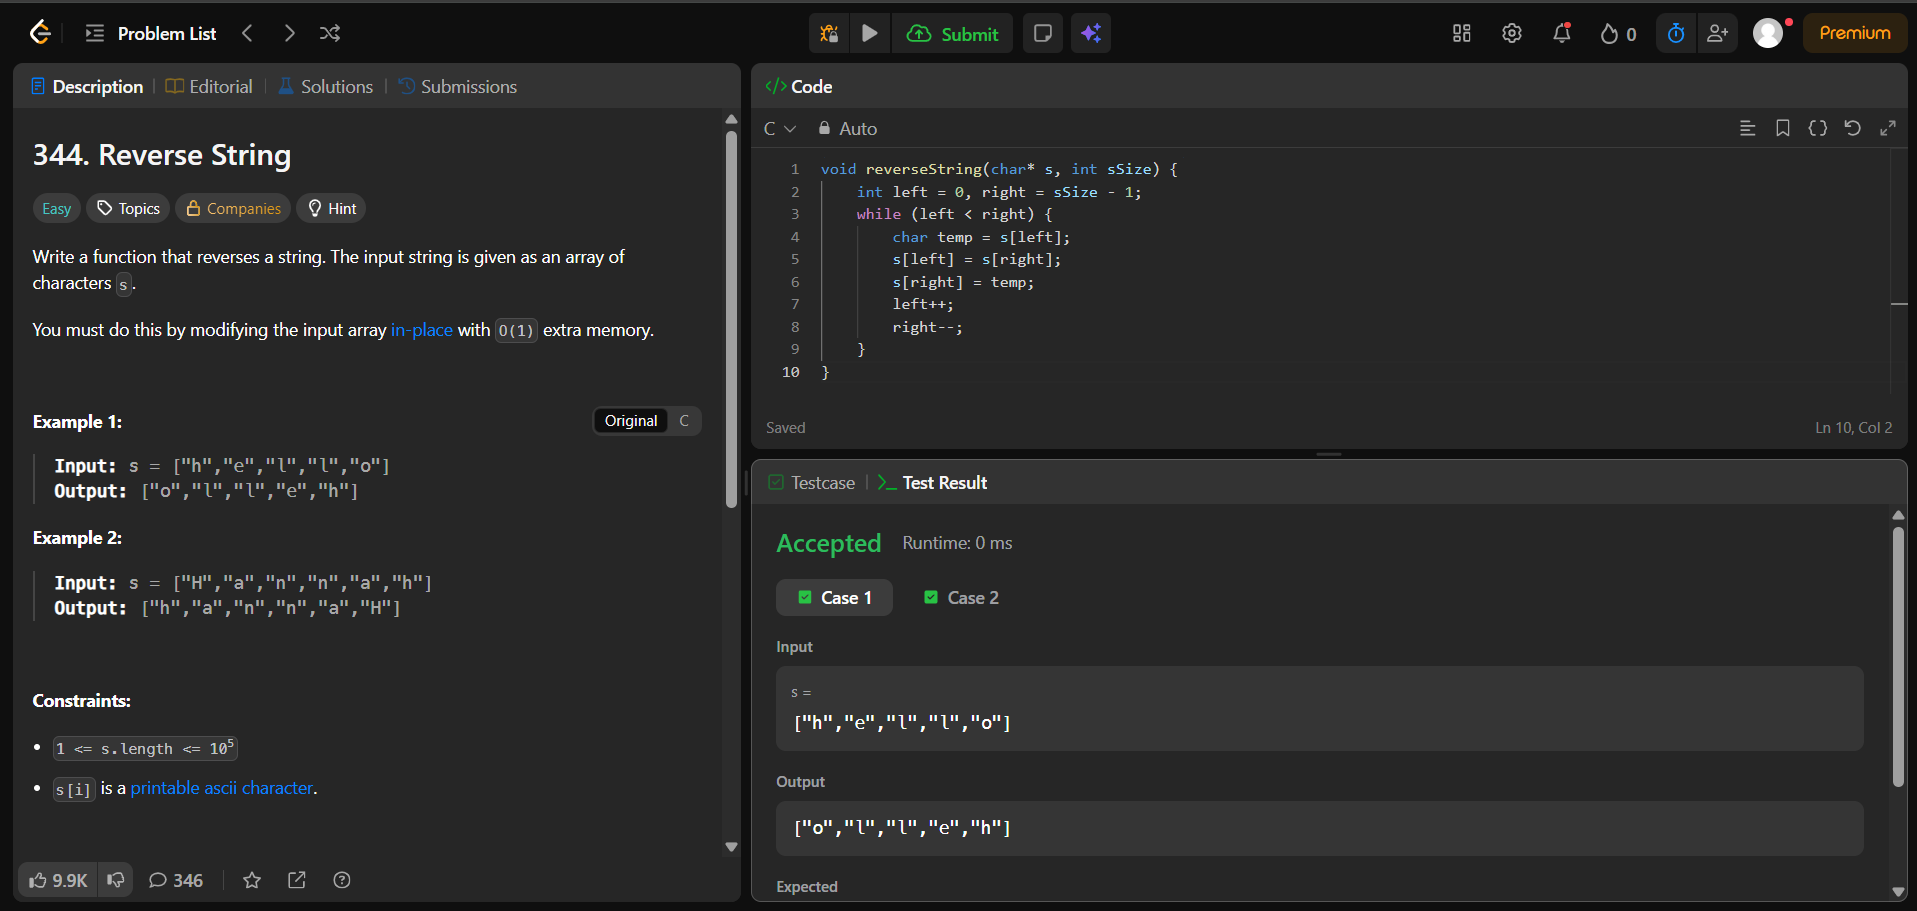 Problem List
Submit
0
Premium
Description
Editorial
Solutions
Submissions
344. Reverse String
Easy
Topics
Companies
Hint
Write a function that reverses a string. The input string is given as an array of
characters s.
You must do this by modifying the input array in-place with O(1) extra memory.
Example 1:
Original C
Input: s = ["h","e","l","l","o"]
Output: ["o","l","l","e","h"]
Example 2:
Input: s = ["H","a","n","n","a","h"]
Output: ["h","a","n","n","a","H"]
Constraints:
• 1 <= s.length <= 10⁵
• s[i] is a printable ascii character.
9.9K
346
</> Code
C
Auto
1 void reverseString(char* s, int sSize) {
2     int left = 0, right = sSize - 1;
3     while (left < right) {
4         char temp = s[left];
5         s[left] = s[right];
6         s[right] = temp;
7         left++;
8         right--;
9     }
10 }
Saved
Ln 10, Col 2
Testcase
Test Result
Accepted
Runtime: 0 ms
Case 1
Case 2
Input
s =
["h","e","l","l","o"]
Output
["o","l","l","e","h"]
Expected